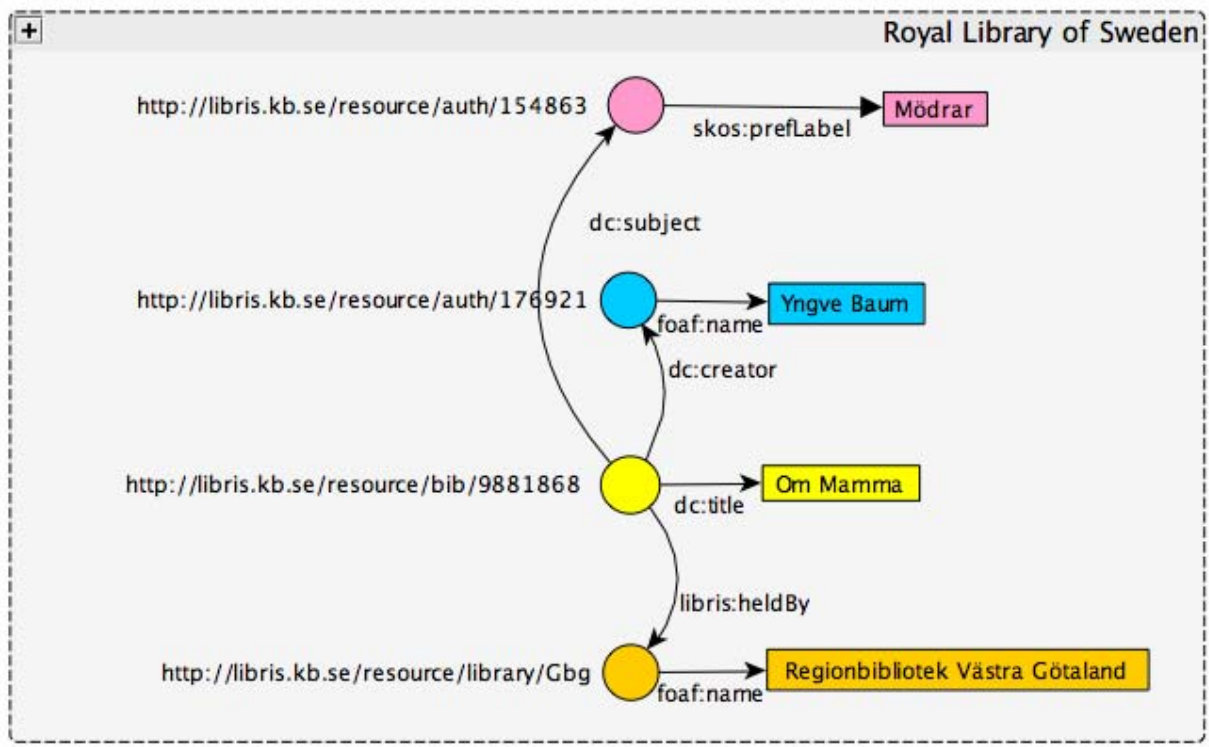 +
Royal Library of Sweden
http://libris.kb.se/resource/auth/154863
Mödrar
skos:prefLabel
dc:subject
http://libris.kb.se/resource/auth/176921
Yngve Baum
foaf:name
dc:creator
http://libris.kb.se/resource/bib/9881868
Om Mamma
dc:title
libris:heldBy
http://libris.kb.se/resource/library/Gbg
Regionbibliotek Västra Götaland
foaf:name